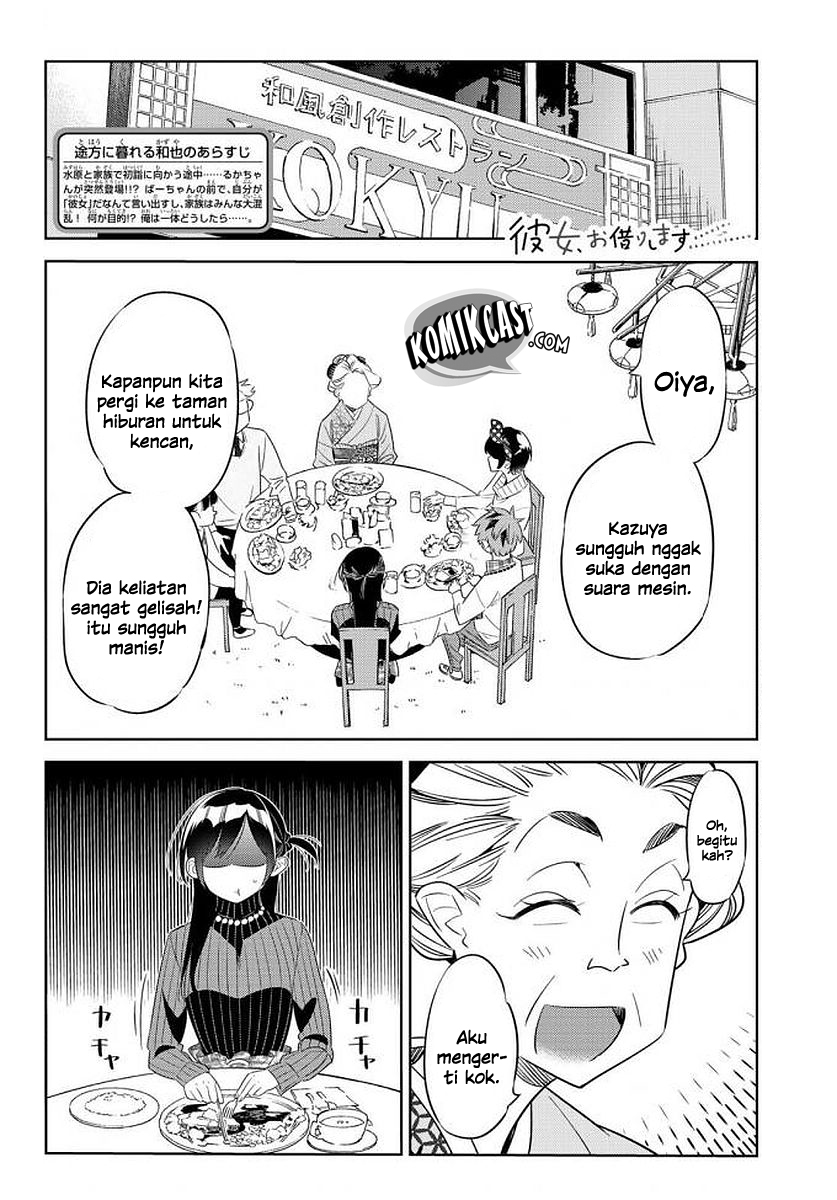 和風創作レストラン
KOKYU
途方に暮れる和也のあらすじ
水原と家族で初詣に向かう途中……るかちゃ
んが突然登場!!? ばーちゃんの前で、自分が
「彼女」だなんて言い出すし、家族はみんな大混
乱! 何が目的!? 俺は一体どうしたら……。
彼女、お借りします…………
KOMIKCAST.COM
Oiya,
Kazuya
sungguh nggak
suka dengan
suara mesin.
Kapanpun kita
pergi ke taman
hiburan untuk
kencan,
Dia keliatan
sangat gelisah!
itu sungguh
manis!
Oh,
begitu
kah?
Aku
menger-
ti kok.
カチャ
カチャ